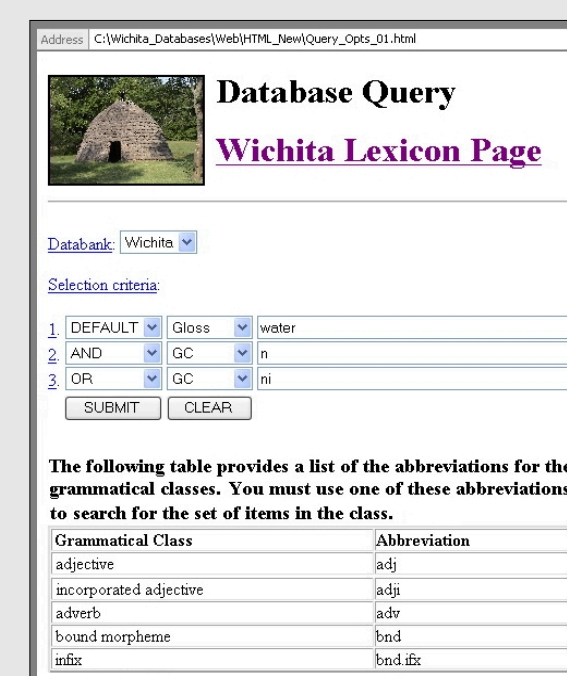 Address C:\Wichita_Databases\Web\HTML_New\Query_Opts_01.html
Database Query
Wichita Lexicon Page
Databank: Wichita
Selection criteria:
1. DEFAULT Gloss water
2. AND GC n
3. OR GC ni
SUBMIT CLEAR
The following table provides a list of the abbreviations for the
grammatical classes. You must use one of these abbreviations
to search for the set of items in the class.
Grammatical Class Abbreviation
adjective adj
incorporated adjective adji
adverb adv
bound morpheme bnd
infix bnd.ifx